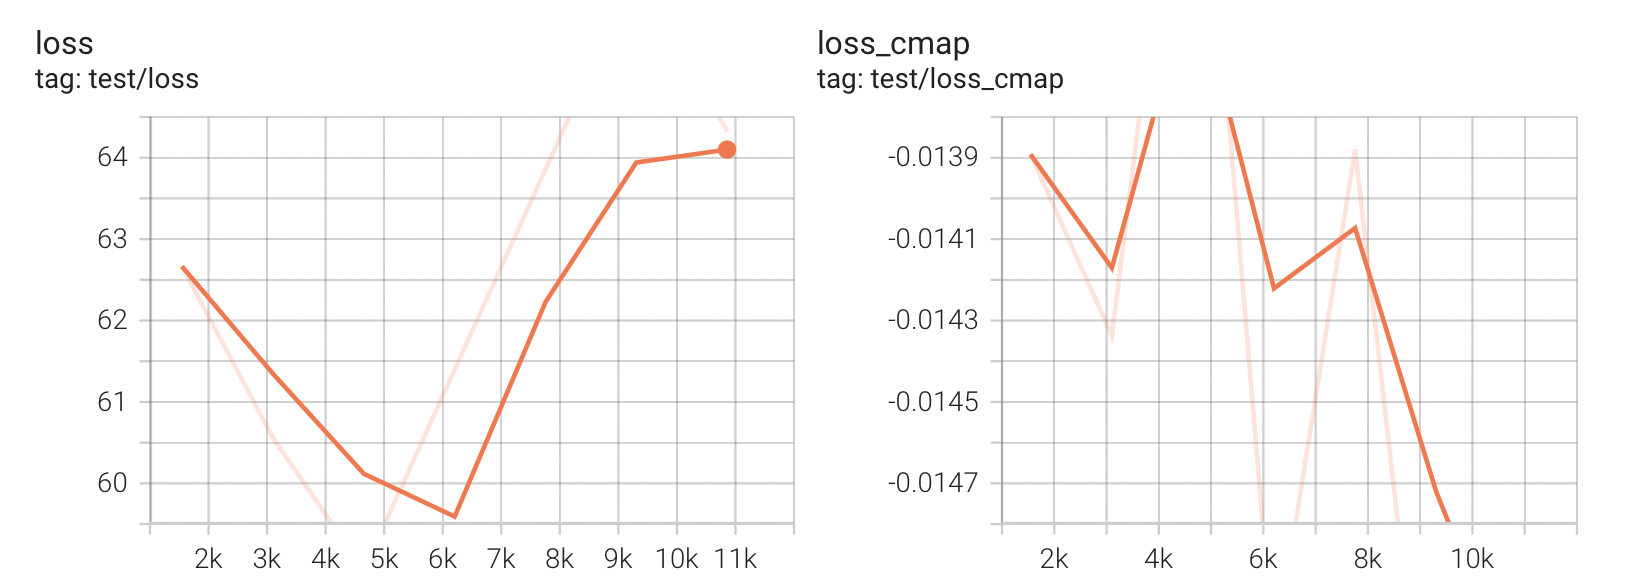 loss
tag: test/loss
64
63
62
61
60
2k 3k 4k 5k 6k 7k 8k 9k 10k 11k
loss_cmap
tag: test/loss_cmap
-0.0139
-0.0141
-0.0143
-0.0145
-0.0147
2k 4k 6k 8k 10k